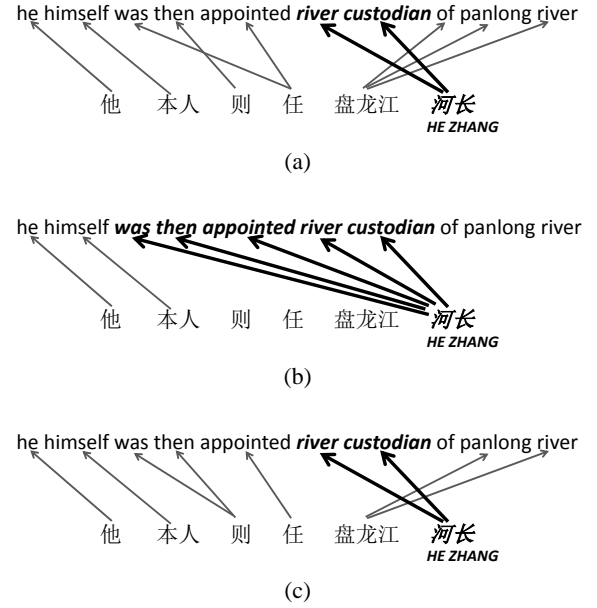 he himself was then appointed river custodian of panlong river
他 本人 则 任 盘龙江 河长
HE ZHANG
(a)
he himself was then appointed river custodian of panlong river
他 本人 则 任 盘龙江 河长
HE ZHANG
(b)
he himself was then appointed river custodian of panlong river
他 本人 则 任 盘龙江 河长
HE ZHANG
(c)